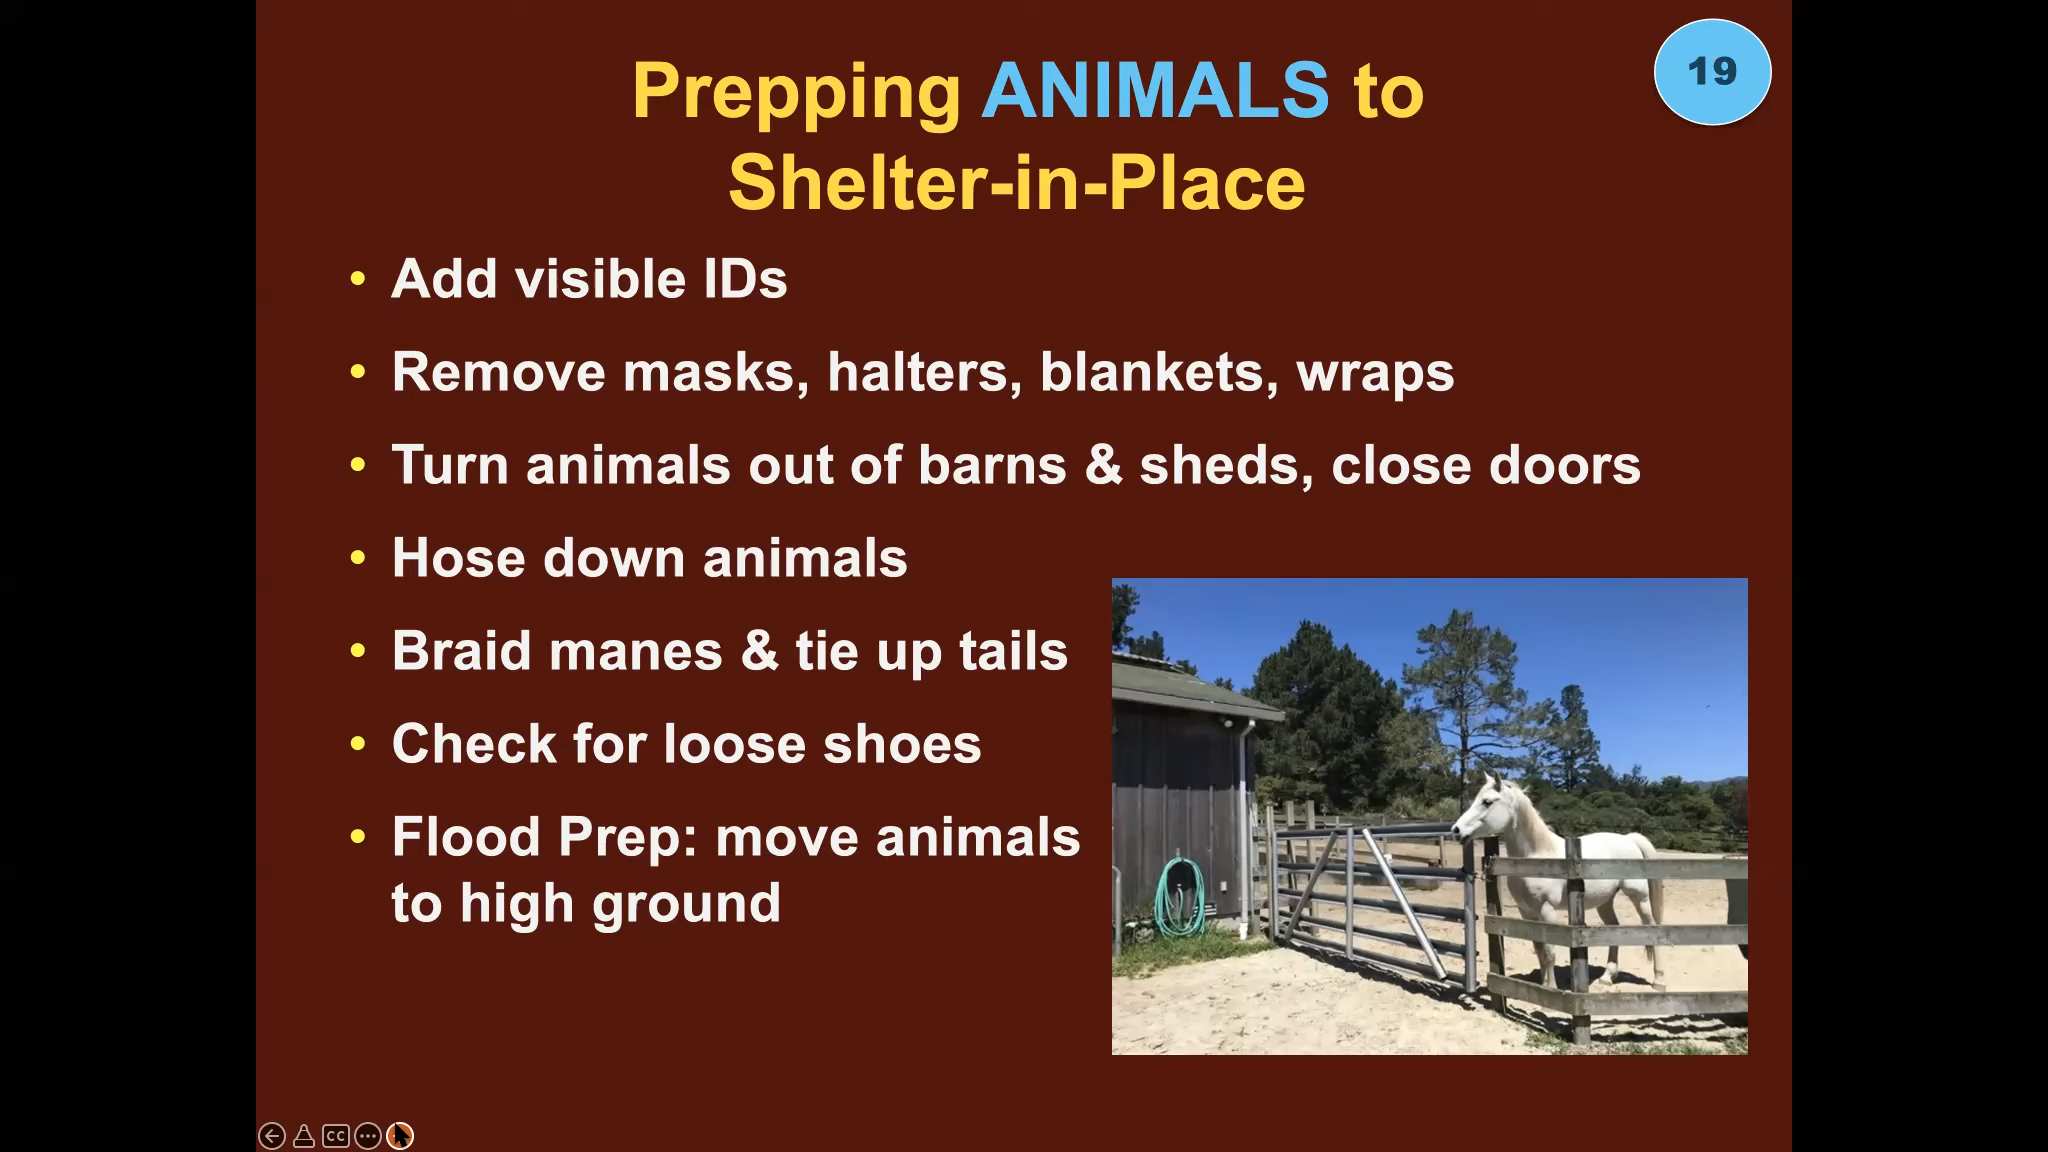 Prepping ANIMALS to
Shelter-in-Place
19
• Add visible IDs
• Remove masks, halters, blankets, wraps
• Turn animals out of barns & sheds, close doors
• Hose down animals
• Braid manes & tie up tails
• Check for loose shoes
• Flood Prep: move animals
to high ground
CC